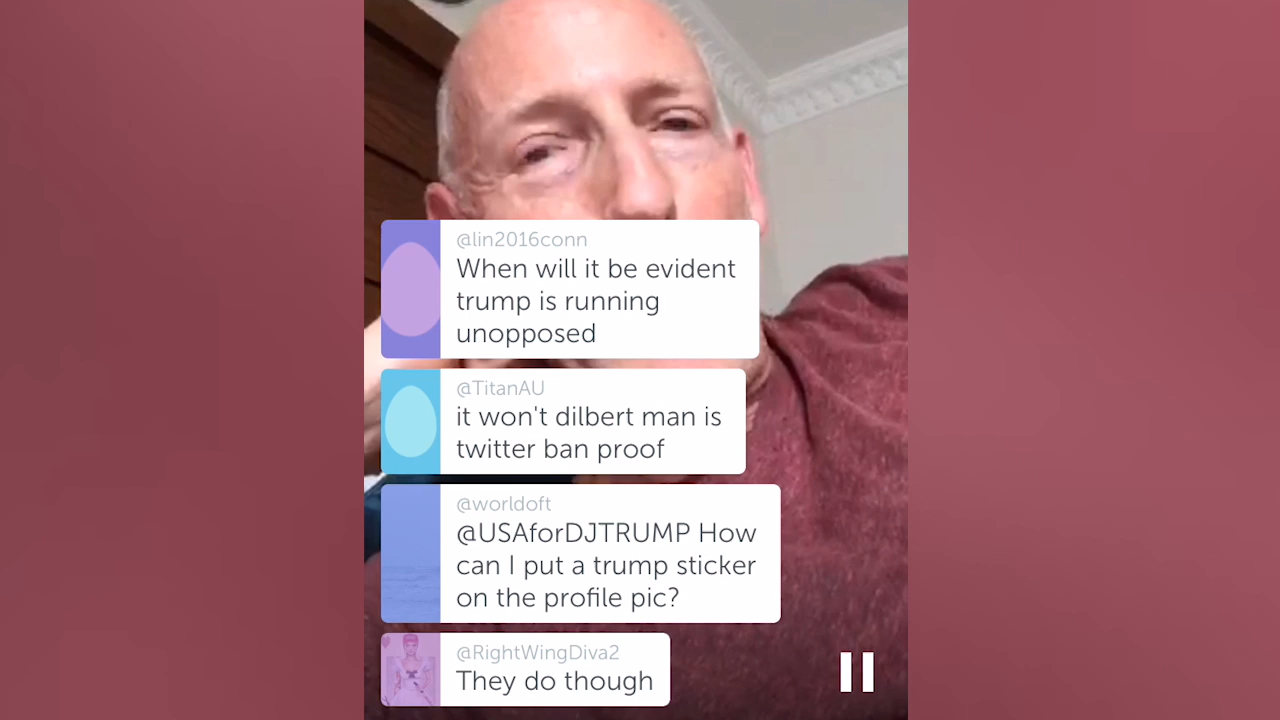 @lin2016conn
When will it be evident
trump is running
unopposed
@TitanAU
it won't dilbert man is
twitter ban proof
@worldoft
@USAforDJTRUMP How
can I put a trump sticker
on the profile pic?
@RightWingDiva2
They do though